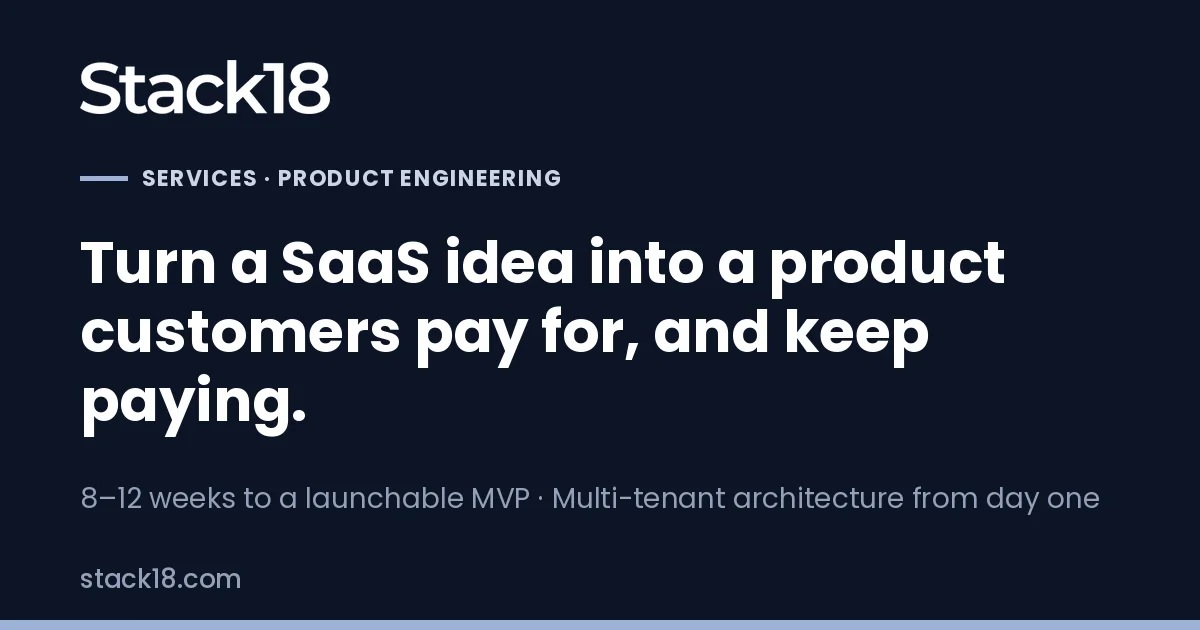 Stack18
SERVICES · PRODUCT ENGINEERING
Turn a SaaS idea into a product
customers pay for, and keep
paying.
8–12 weeks to a launchable MVP · Multi-tenant architecture from day one
stack18.com